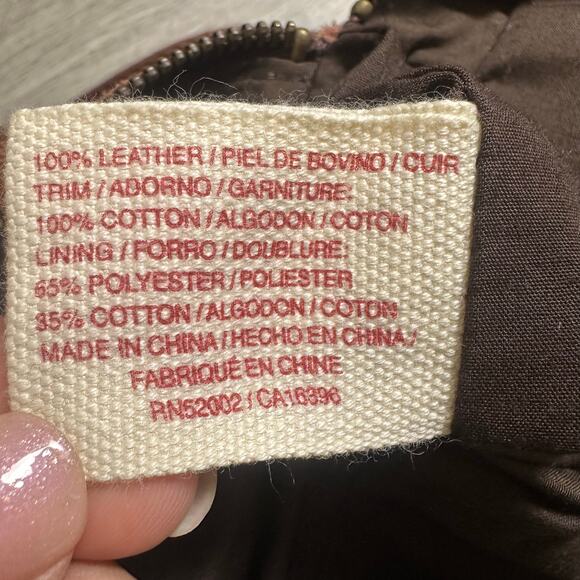 100% LEATHER / PIEL DE BOVINO / CUIR
TRIM / ADORNO / GARNITURE:
100% COTTON / ALGODON / COTON
LINING / FORRO / DOUBLURE:
65% POLYESTER / POLIESTER
35% COTTON / ALGODON / COTON
MADE IN CHINA / HECHO EN CHINA /
FABRIQUÉ EN CHINE
RN52002 / CA16396